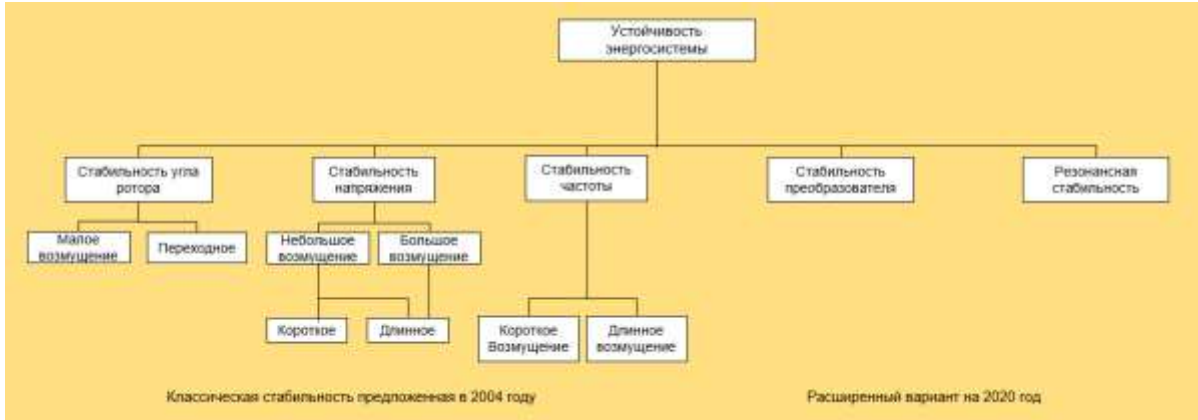 Устойчивость
энергосистемы
Стабильность угла
ротора
Стабильность
напряжения
Стабильность
частоты
Стабильность
преобразователя
Резонансная
стабильность
Малое
возмущение
Переходное
Небольшое
возмущение
Большое
возмущение
Короткое
Длинное
Короткое
Возмущение
Длинное
возмущение
Классическая стабильность предложенная в 2004 году
Расширенный вариант на 2020 год